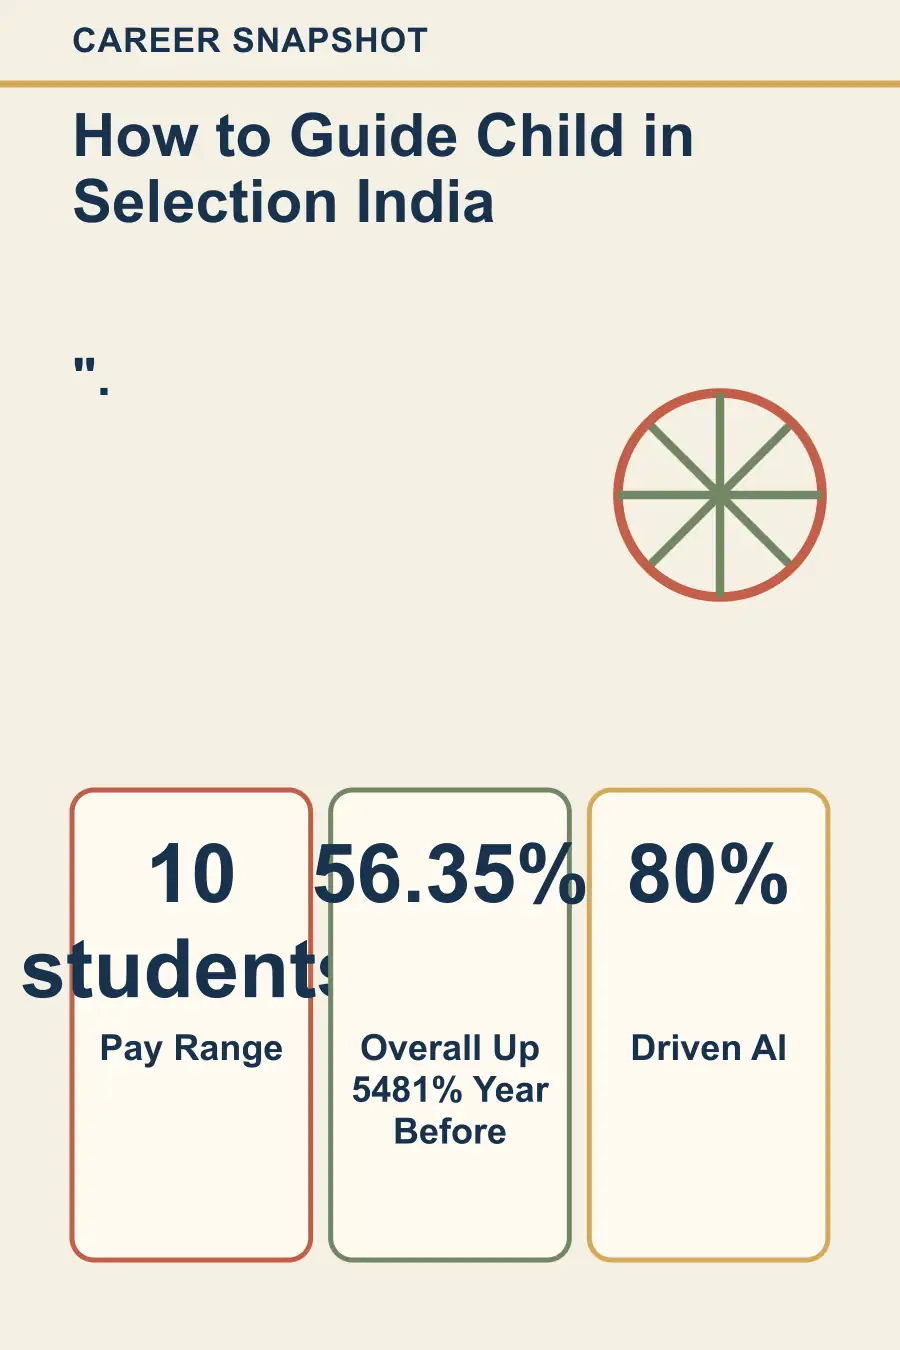 CAREER SNAPSHOT
How to Guide Child in
Selection India
".
10
students
Pay Range
56.35%
Overall Up
5481% Year
Before
80%
Driven AI